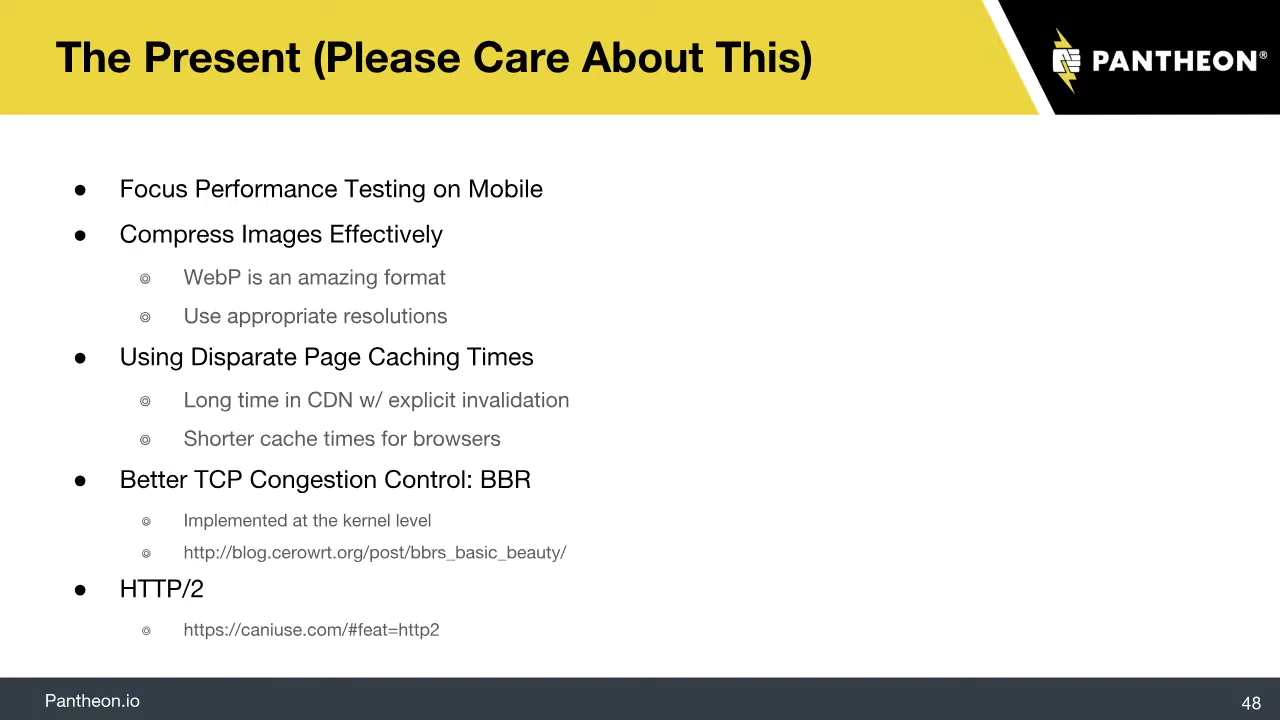 The Present (Please Care About This)
PANTHEON®
● Focus Performance Testing on Mobile
● Compress Images Effectively
◎ WebP is an amazing format
◎ Use appropriate resolutions
● Using Disparate Page Caching Times
◎ Long time in CDN w/ explicit invalidation
◎ Shorter cache times for browsers
● Better TCP Congestion Control: BBR
◎ Implemented at the kernel level
◎ http://blog.cerowrt.org/post/bbrs_basic_beauty/
● HTTP/2
◎ https://caniuse.com/#feat=http2
Pantheon.io
48